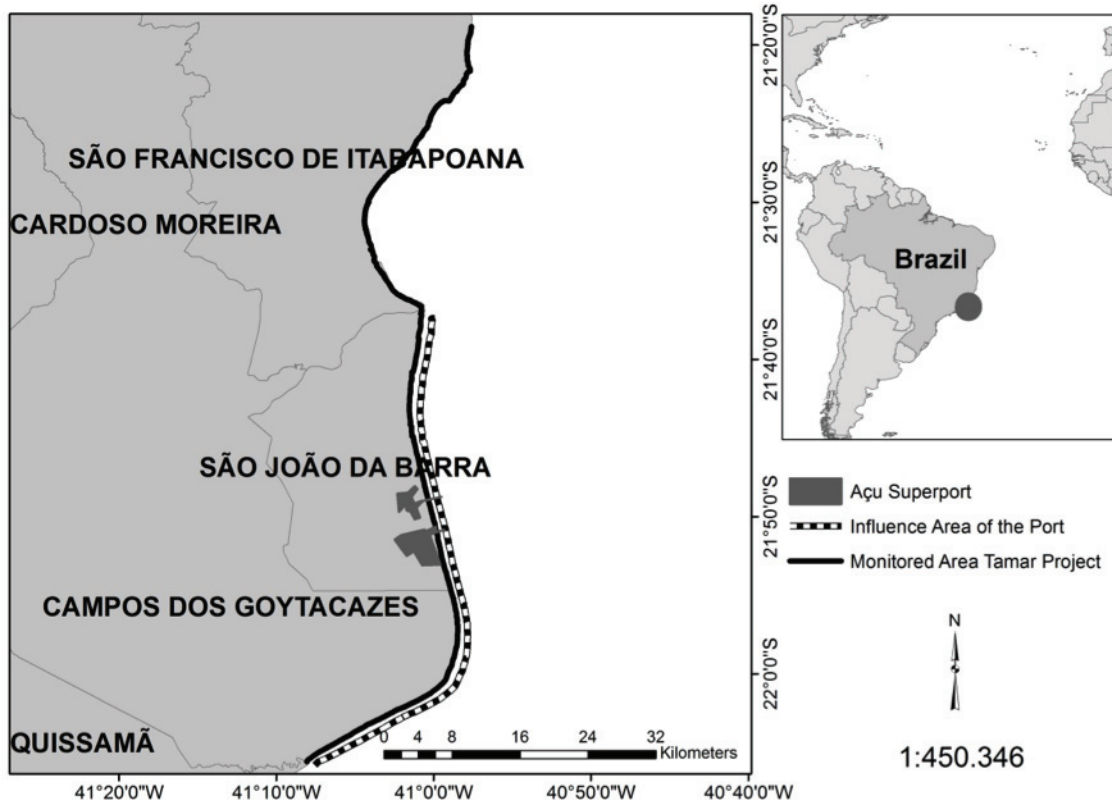 SÃO FRANCISCO DE ITABAPOANA
CARDOSO MOREIRA
SÃO JOÃO DA BARRA
CAMPOS DOS GOYTACAZES
QUISSAMÃ
0 4 8 16 24 32
Kilometers
41°20'0"W 41°10'0"W 41°0'0"W 40°50'0"W 40°40'0"W
21°20'0"S
21°30'0"S
21°40'0"S
21°50'0"S
22°0'0"S
Brazil
Açu Superport
Influence Area of the Port
Monitored Area Tamar Project
N
1:450.346